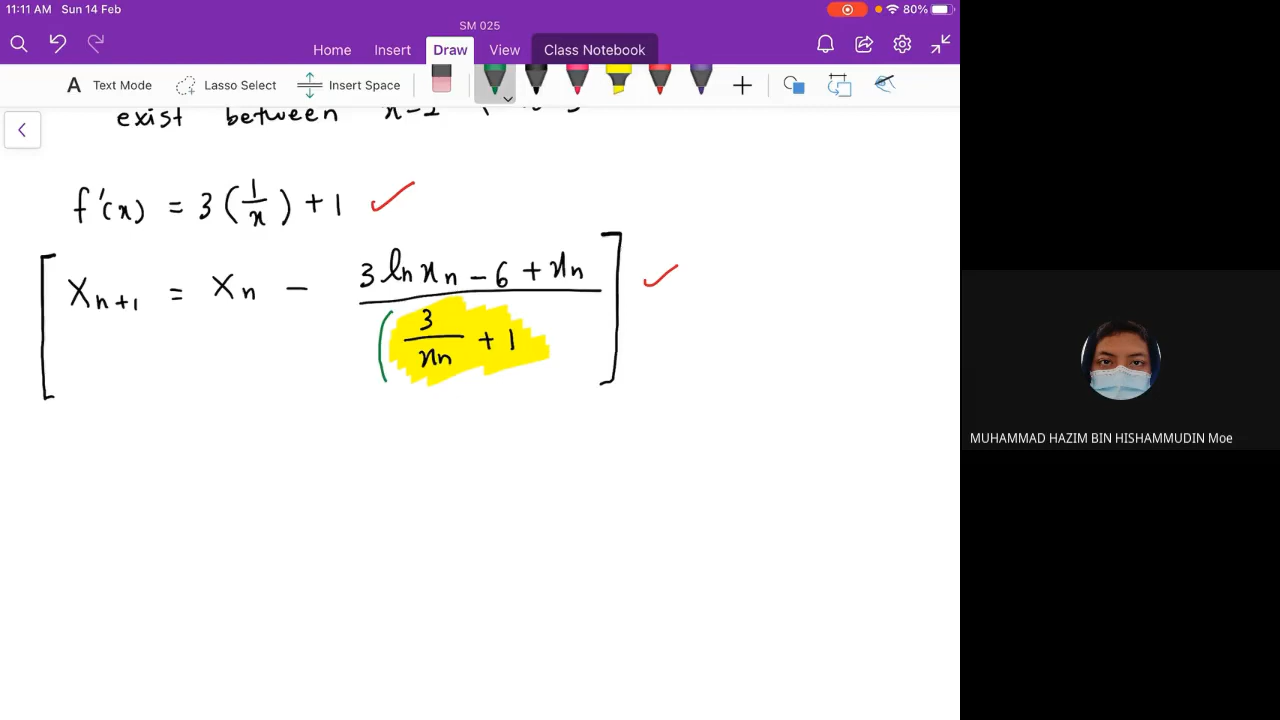 11:11 AM Sun 14 Feb
80%
SM 025
Home Insert Draw View Class Notebook
Text Mode Lasso Select Insert Space
exist between
f'(x) = 3(1/x) + 1
Xn+1 = Xn - (3 ln xn - 6 + xn)/(3/xn + 1
MUHAMMAD HAZIM BIN HISHAMMUDIN Moe